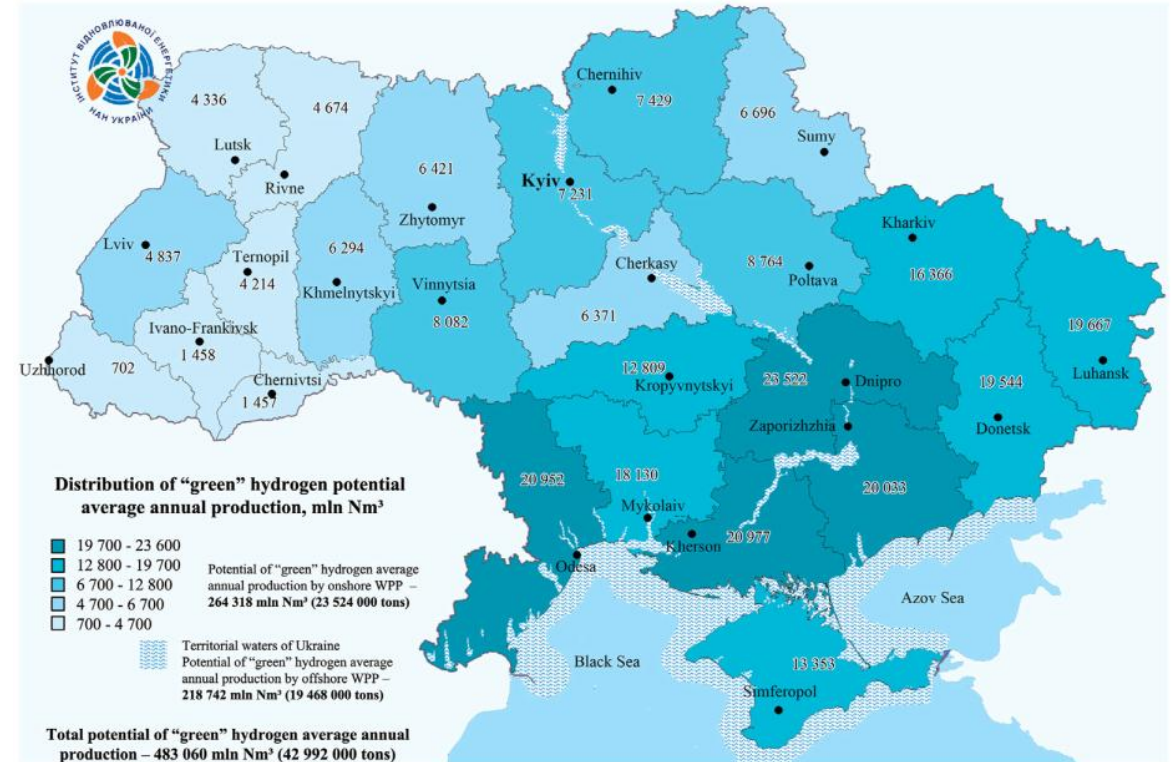 ІНСТИТУТ ВІДНОВЛЮВАНОЇ ЕНЕРГЕТИКИ
НАН УКРАЇНИ
4 336
Lutsk
4 674
Rivne
6 421
Zhytomyr
Kyiv
7 231
Chernihiv
7 429
6 696
Sumy
Lviv
4 837
Ternopil
4 214
6 294
Khmelnytskyi
Vinnytsia
8 082
Cherkasy
6 371
8 764
Poltava
Kharkiv
16 366
19 667
Luhansk
Uzhhorod
702
Ivano-Frankivsk
1 458
Chernivtsi
1 457
12 809
Kropyvnytskyi
23 522
Dnipro
Zaporizhzhia
20 033
19 544
Donetsk
20 952
Odesa
18 130
Mykolaiv
Kherson
20 977
Azov Sea
Black Sea
13 353
Simferopol
Distribution of “green” hydrogen potential
average annual production, mln Nm³
19 700 - 23 600
12 800 - 19 700
6 700 - 12 800
4 700 - 6 700
700 - 4 700
Potential of “green” hydrogen average
annual production by onshore WPP –
264 318 mln Nm³ (23 524 000 tons)
Territorial waters of Ukraine
Potential of “green” hydrogen average
annual production by offshore WPP –
218 742 mln Nm³ (19 468 000 tons)
Total potential of “green” hydrogen average annual
production – 483 060 mln Nm³ (42 992 000 tons)